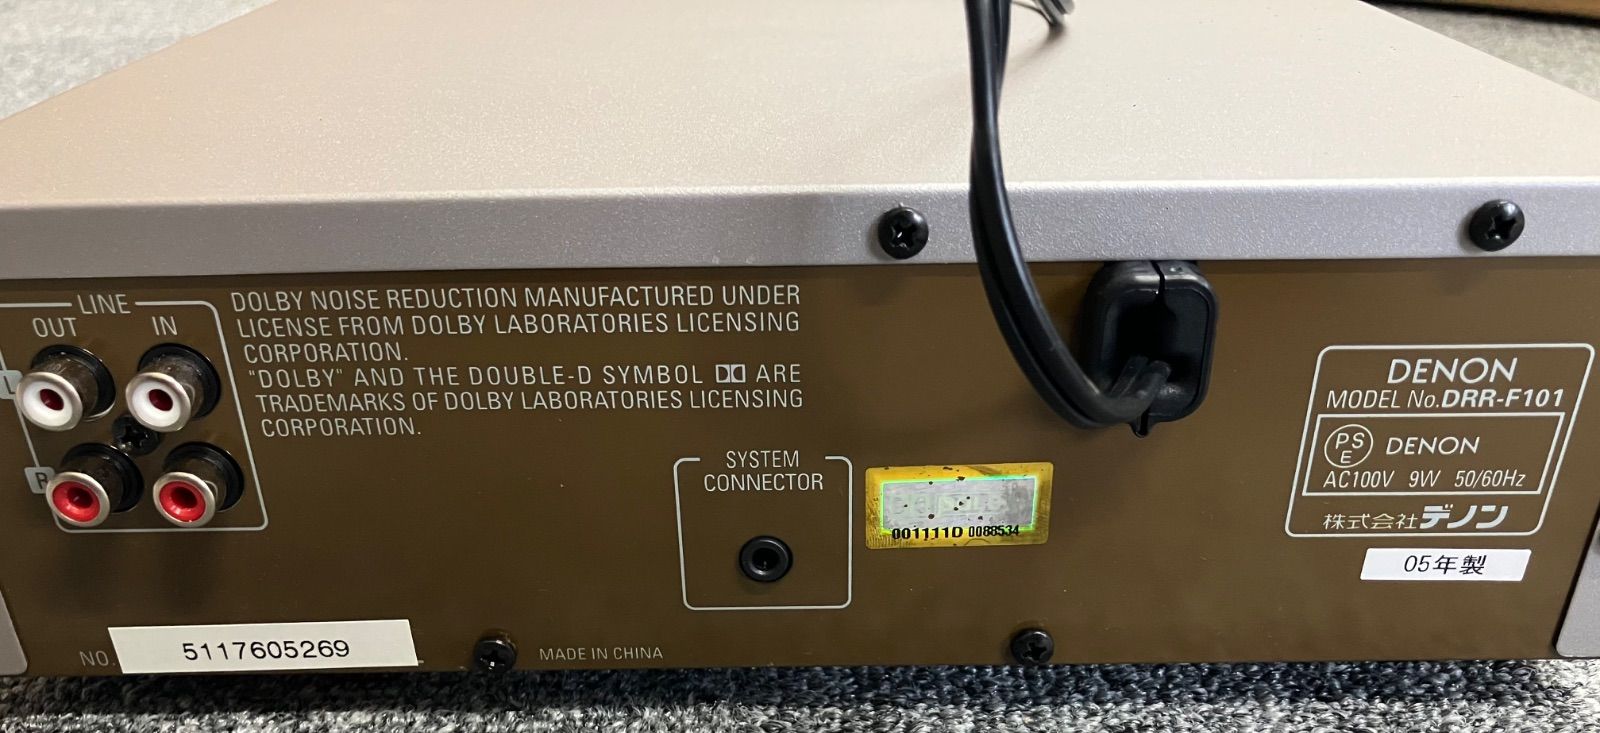 LINE
OUT IN
L
R
DOLBY NOISE REDUCTION MANUFACTURED UNDER
LICENSE FROM DOLBY LABORATORIES LICENSING
CORPORATION.
"DOLBY" AND THE DOUBLE-D SYMBOL ARE
TRADEMARKS OF DOLBY LABORATORIES LICENSING
CORPORATION.
SYSTEM
CONNECTOR
001111D 0088534
DENON
MODEL No.DRR-F101
PSE DENON
AC100V 9W 50/60Hz
株式会社デノン
05年製
NO. 5117605269
MADE IN CHINA